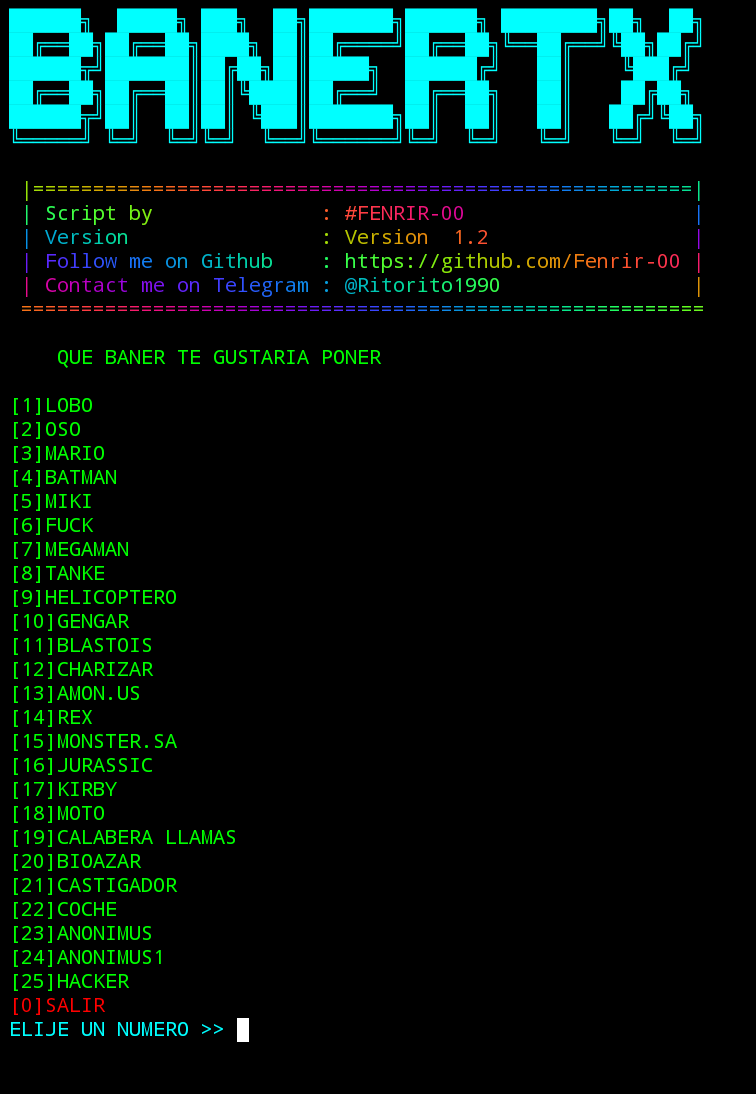 BANERTX
|=======================================================|
| Script by              : #FENRIR-OO                   |
| Version                : Version  1.2                 |
| Follow me on Github    : https://github.com/Fenrir-OO |
| Contact me on Telegram : @Ritorito1990                |
=========================================================
QUE BANER TE GUSTARIA PONER
[1]LOBO
[2]OSO
[3]MARIO
[4]BATMAN
[5]MIKI
[6]FUCK
[7]MEGAMAN
[8]TANKE
[9]HELICOPTERO
[10]GENGAR
[11]BLASTOIS
[12]CHARIZAR
[13]AMON.US
[14]REX
[15]MONSTER.SA
[16]JURASSIC
[17]KIRBY
[18]MOTO
[19]CALABERA LLAMAS
[20]BIOAZAR
[21]CASTIGADOR
[22]COCHE
[23]ANONIMUS
[24]ANONIMUS1
[25]HACKER
[0]SALIR
ELIJE UN NUMERO >>